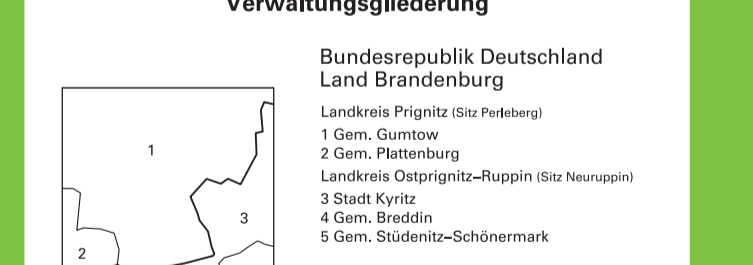 Verwaltungsgliederung
Bundesrepublik Deutschland
Land Brandenburg
Landkreis Prignitz (Sitz Perleberg)
1 Gem. Gumtow
2 Gem. Plattenburg
Landkreis Ostprignitz–Ruppin (Sitz Neuruppin)
3 Stadt Kyritz
4 Gem. Breddin
5 Gem. Stüdenitz–Schönermark
1
3
2